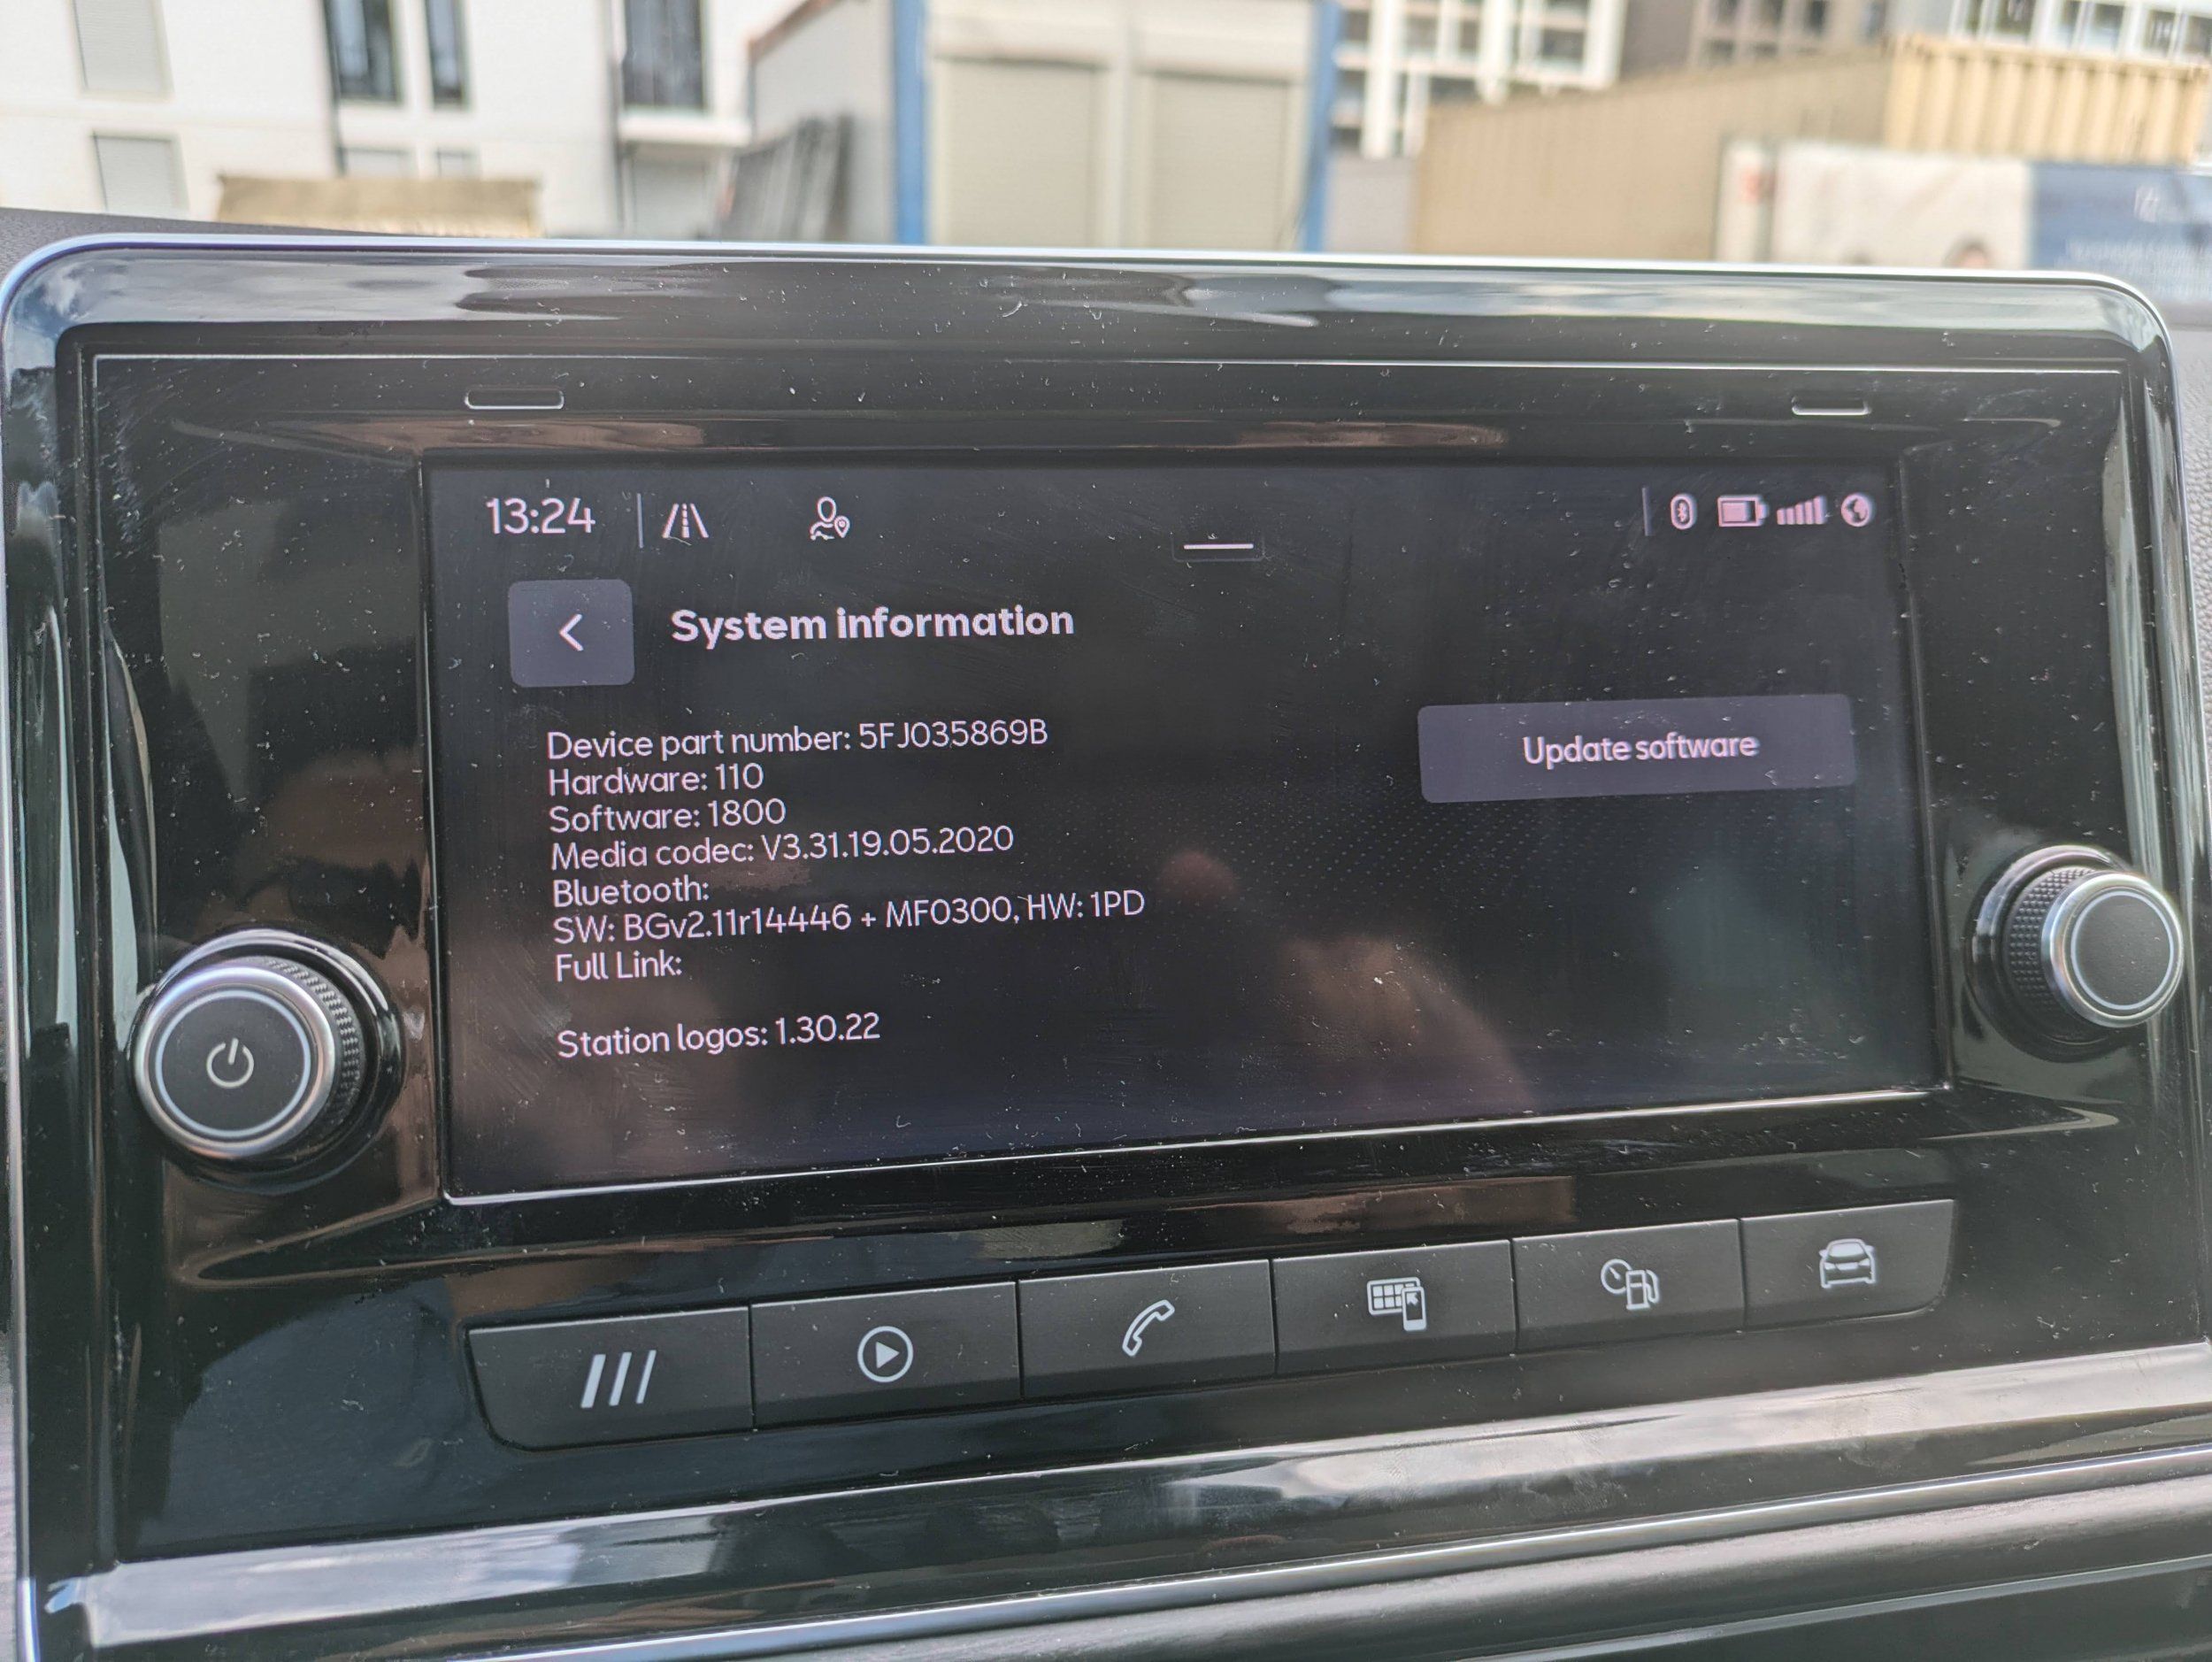 13:24
System information
Device part number: 5FJ035869B
Update software
Hardware: 110
Software: 1800
Media codec: V3.31.19.05.2020
Bluetooth:
SW: BGv2.11r14446 + MF0300, HW: 1PD
Full Link:
Station logos: 1.30.22